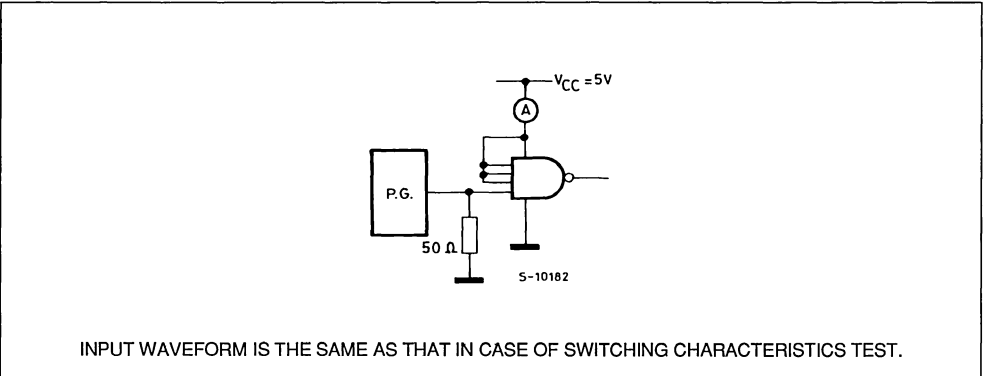 VCC = 5V
A
P.G.
50 Ω
S-10182
INPUT WAVEFORM IS THE SAME AS THAT IN CASE OF SWITCHING CHARACTERISTICS TEST.